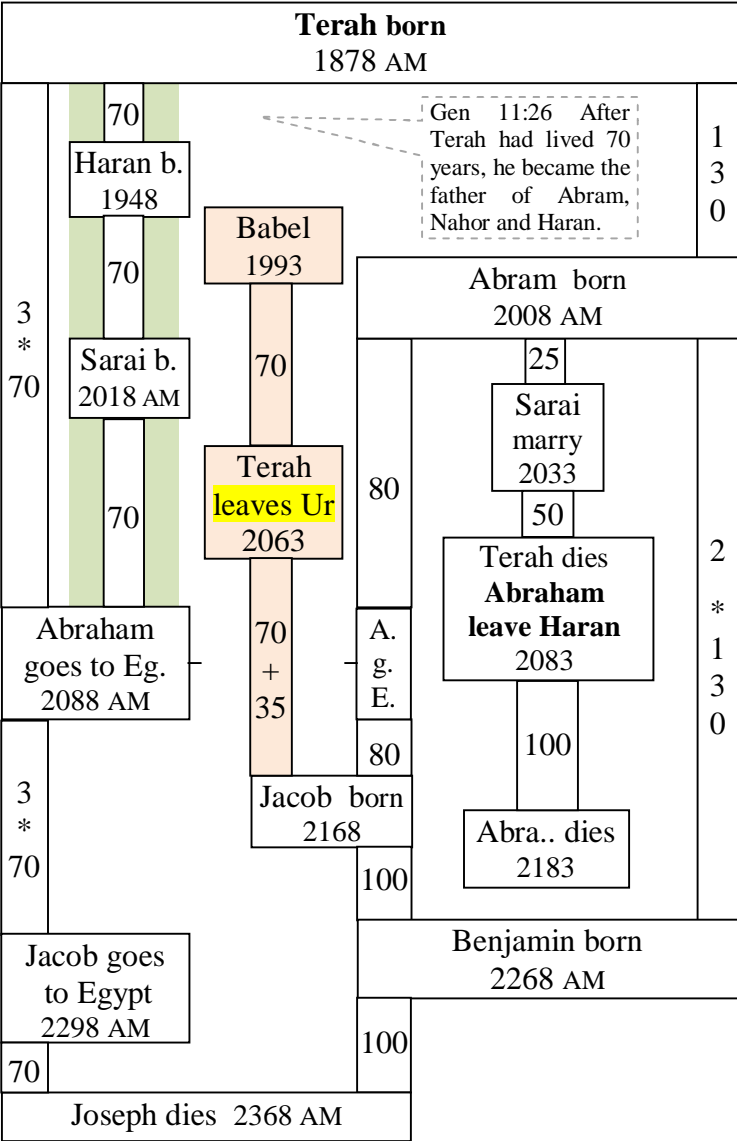 Terah born
1878 AM
70
Gen 11:26 After
Terah had lived 70
years, he became the
father of Abram,
Nahor and Haran.
1
3
0
Haran b.
1948
Babel
1993
70
Abram born
2008 AM
3
*
70
Sarai b.
2018 AM
70
25
Sarai
marry
2033
80
Terah
leaves Ur
2063
70
50
2
*
1
3
0
Terah dies
Abraham
leave Haran
2083
Abraham
goes to Eg.
2088 AM
70
+
35
A.
g.
E.
80
100
3
*
70
Jacob born
2168
Abra.. dies
2183
100
Benjamin born
2268 AM
Jacob goes
to Egypt
2298 AM
100
70
Joseph dies 2368 AM